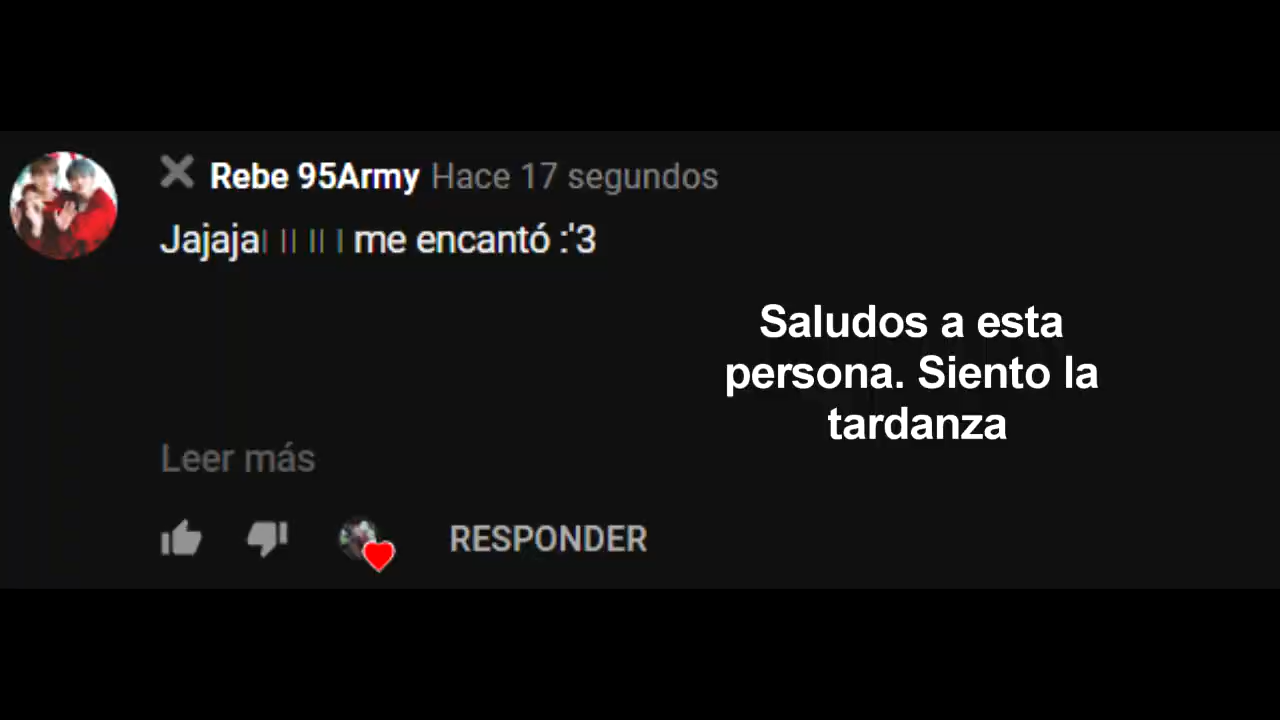 Rebe 95Army Hace 17 segundos
Jajaja me encantó :'3
Saludos a esta
persona. Siento la
tardanza
Leer más
RESPONDER